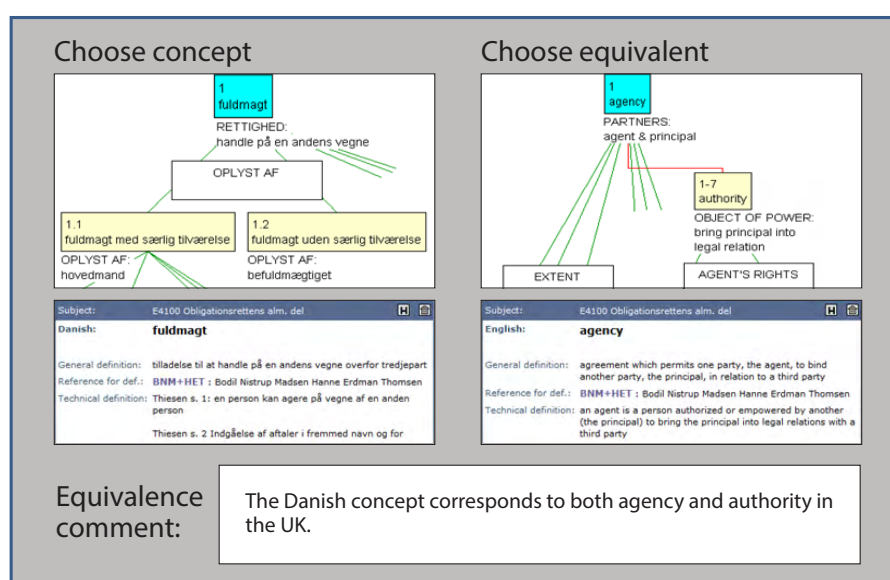 Choose concept
1
fuldmagt
RETTIGHED:
handle på en andens vegne
OPLYST AF
1.1
fuldmagt med særlig tilværelse
OPLYST AF:
hovedmand
1.2
fuldmagt uden særlig tilværelse
OPLYST AF:
befuldmægtiget
Choose equivalent
1
agency
PARTNERS:
agent & principal
1-7
authority
OBJECT OF POWER:
bring principal into
legal relation
EXTENT
AGENT'S RIGHTS
Subject: E4100 Obligationsrettens alm. del
Danish: fuldmagt
General definition: tilladelse til at handle på en andens vegne overfor tredjepart
Reference for def.: BNM+HET : Bodil Nistrup Madsen Hanne Erdman Thomsen
Technical definition: Thiesen s. 1: en person kan agere på vegne af en anden
person
Thiesen s. 2 Indgåelse af aftaler i fremmed navn og for
Subject: E4100 Obligationsrettens alm. del
English: agency
General definition: agreement which permits one party, the agent, to bind
another party, the principal, in relation to a third party
Reference for def.: BNM+HET : Bodil Nistrup Madsen Hanne Erdman Thomsen
Technical definition: an agent is a person authorized or empowered by another
(the principal) to bring the principal into legal relations with a
third party
Equivalence
comment:
The Danish concept corresponds to both agency and authority in
the UK.